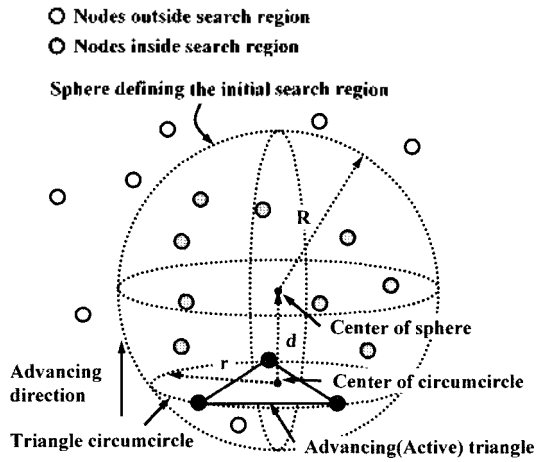 Nodes outside search region
Nodes inside search region
Sphere defining the initial search region
R
Center of sphere
d
Advancing
direction
r
Center of circumcircle
Triangle circumcircle
Advancing(Active) triangle